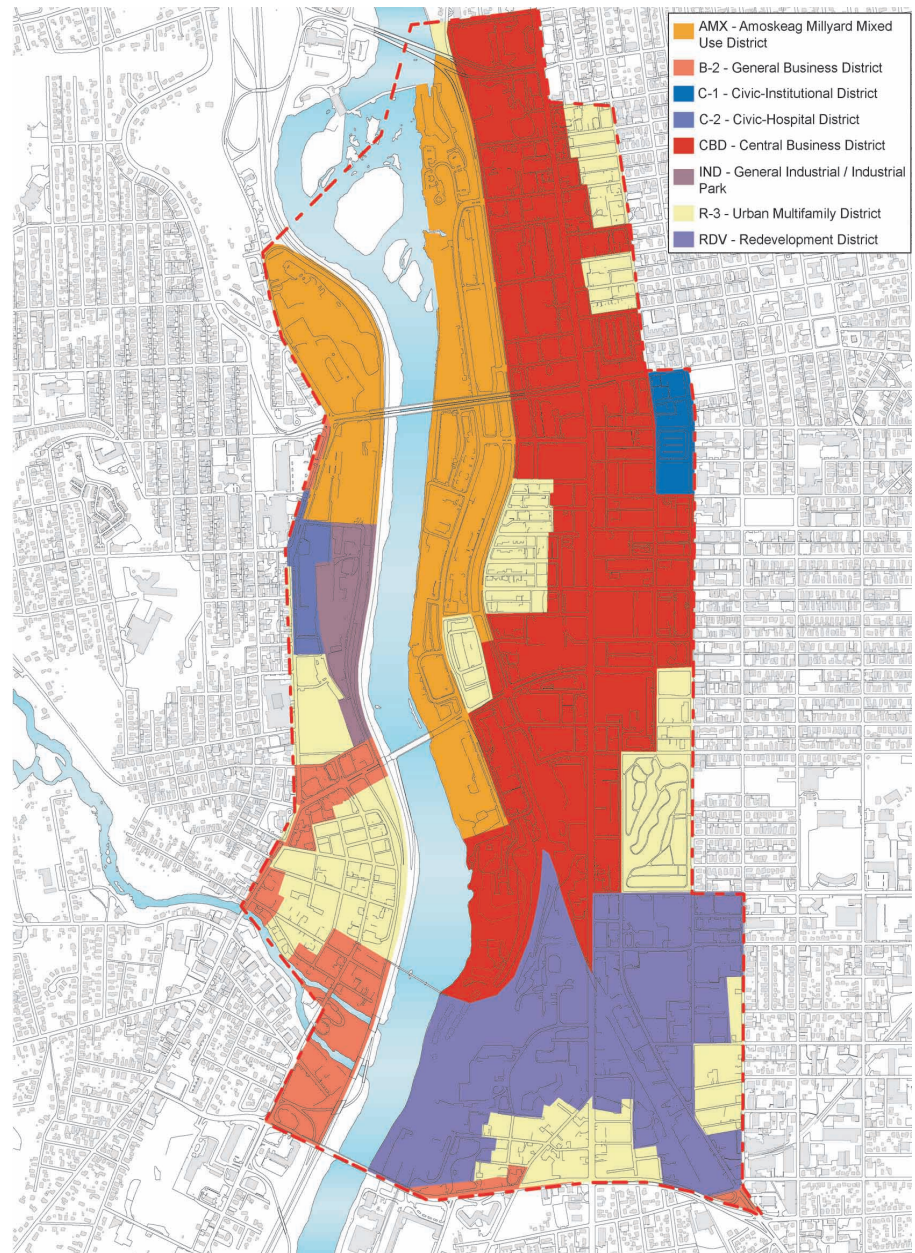 AMX - Amoskeag Millyard Mixed
Use District
B-2 - General Business District
C-1 - Civic-Institutional District
C-2 - Civic-Hospital District
CBD - Central Business District
IND - General Industrial / Industrial
Park
R-3 - Urban Multifamily District
RDV - Redevelopment District